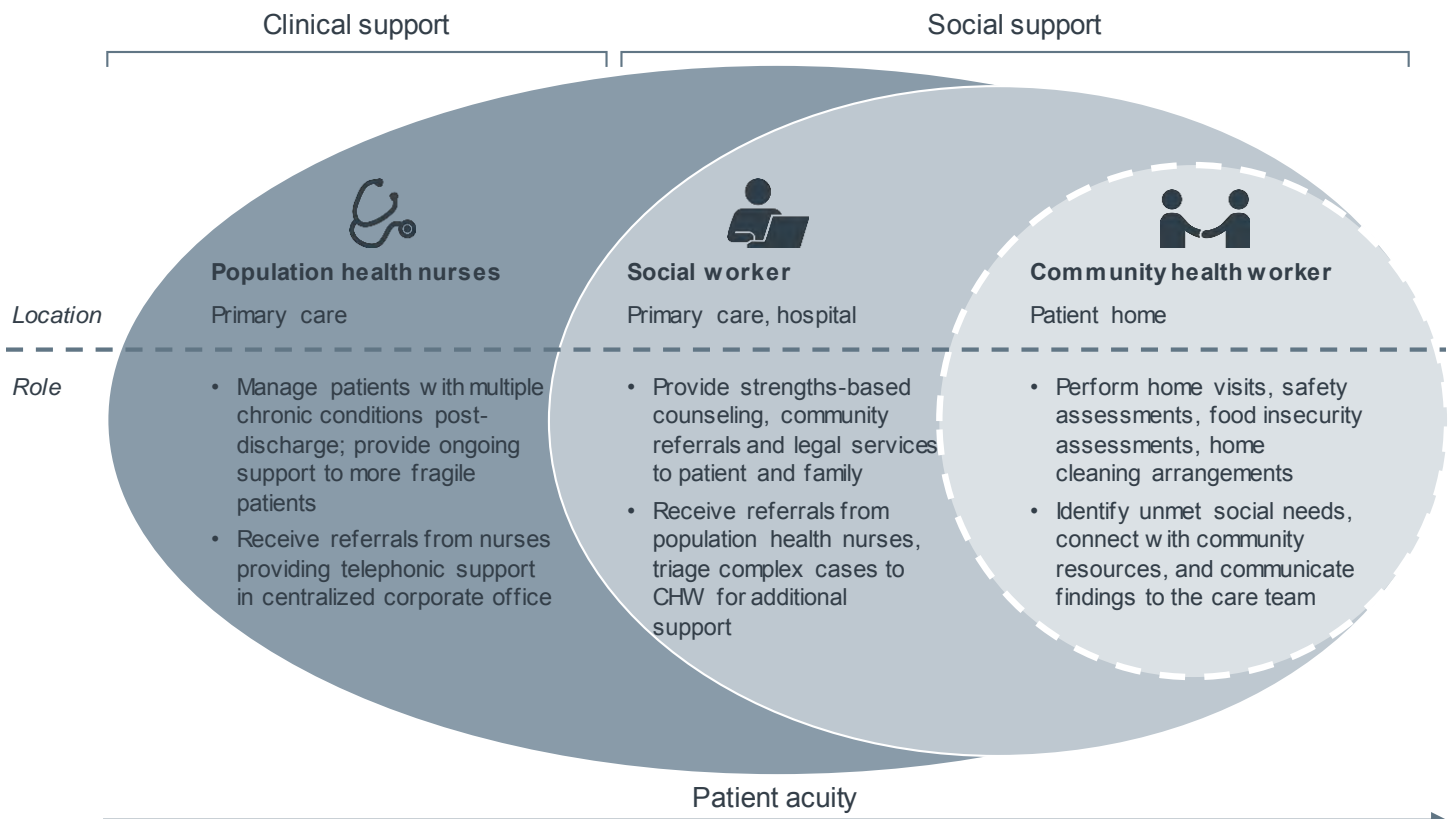 Clinical support
Social support
Population health nurses
Social worker
Community health worker
Location
Primary care
Primary care, hospital
Patient home
Role
• Manage patients with multiple
chronic conditions post-
discharge; provide ongoing
support to more fragile
patients
• Receive referrals from nurses
providing telephonic support
in centralized corporate office
• Provide strengths-based
counseling, community
referrals and legal services
to patient and family
• Receive referrals from
population health nurses,
triage complex cases to
CHW for additional
support
• Perform home visits, safety
assessments, food insecurity
assessments, home
cleaning arrangements
• Identify unmet social needs,
connect with community
resources, and communicate
findings to the care team
Patient acuity